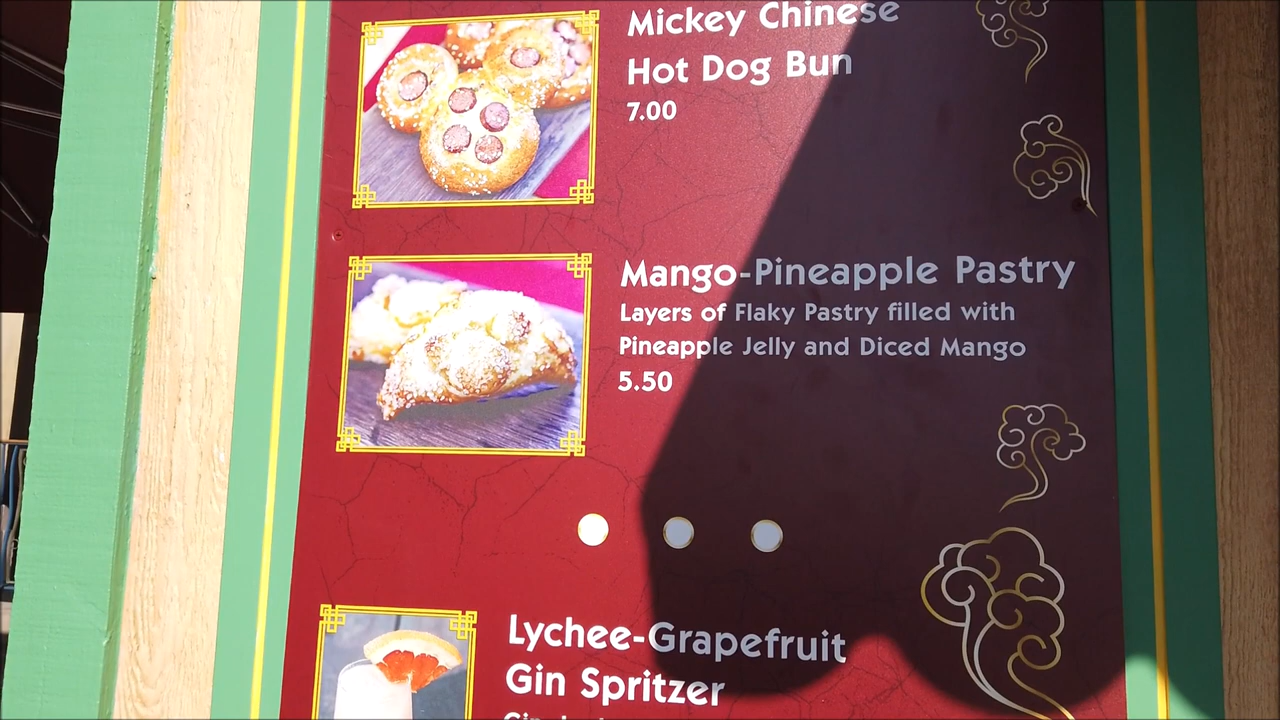 Mickey Chinese
Hot Dog Bun
7.00
Mango-Pineapple Pastry
Layers of Flaky Pastry filled with
Pineapple Jelly and Diced Mango
5.50
Lychee-Grapefruit
Gin Spritzer